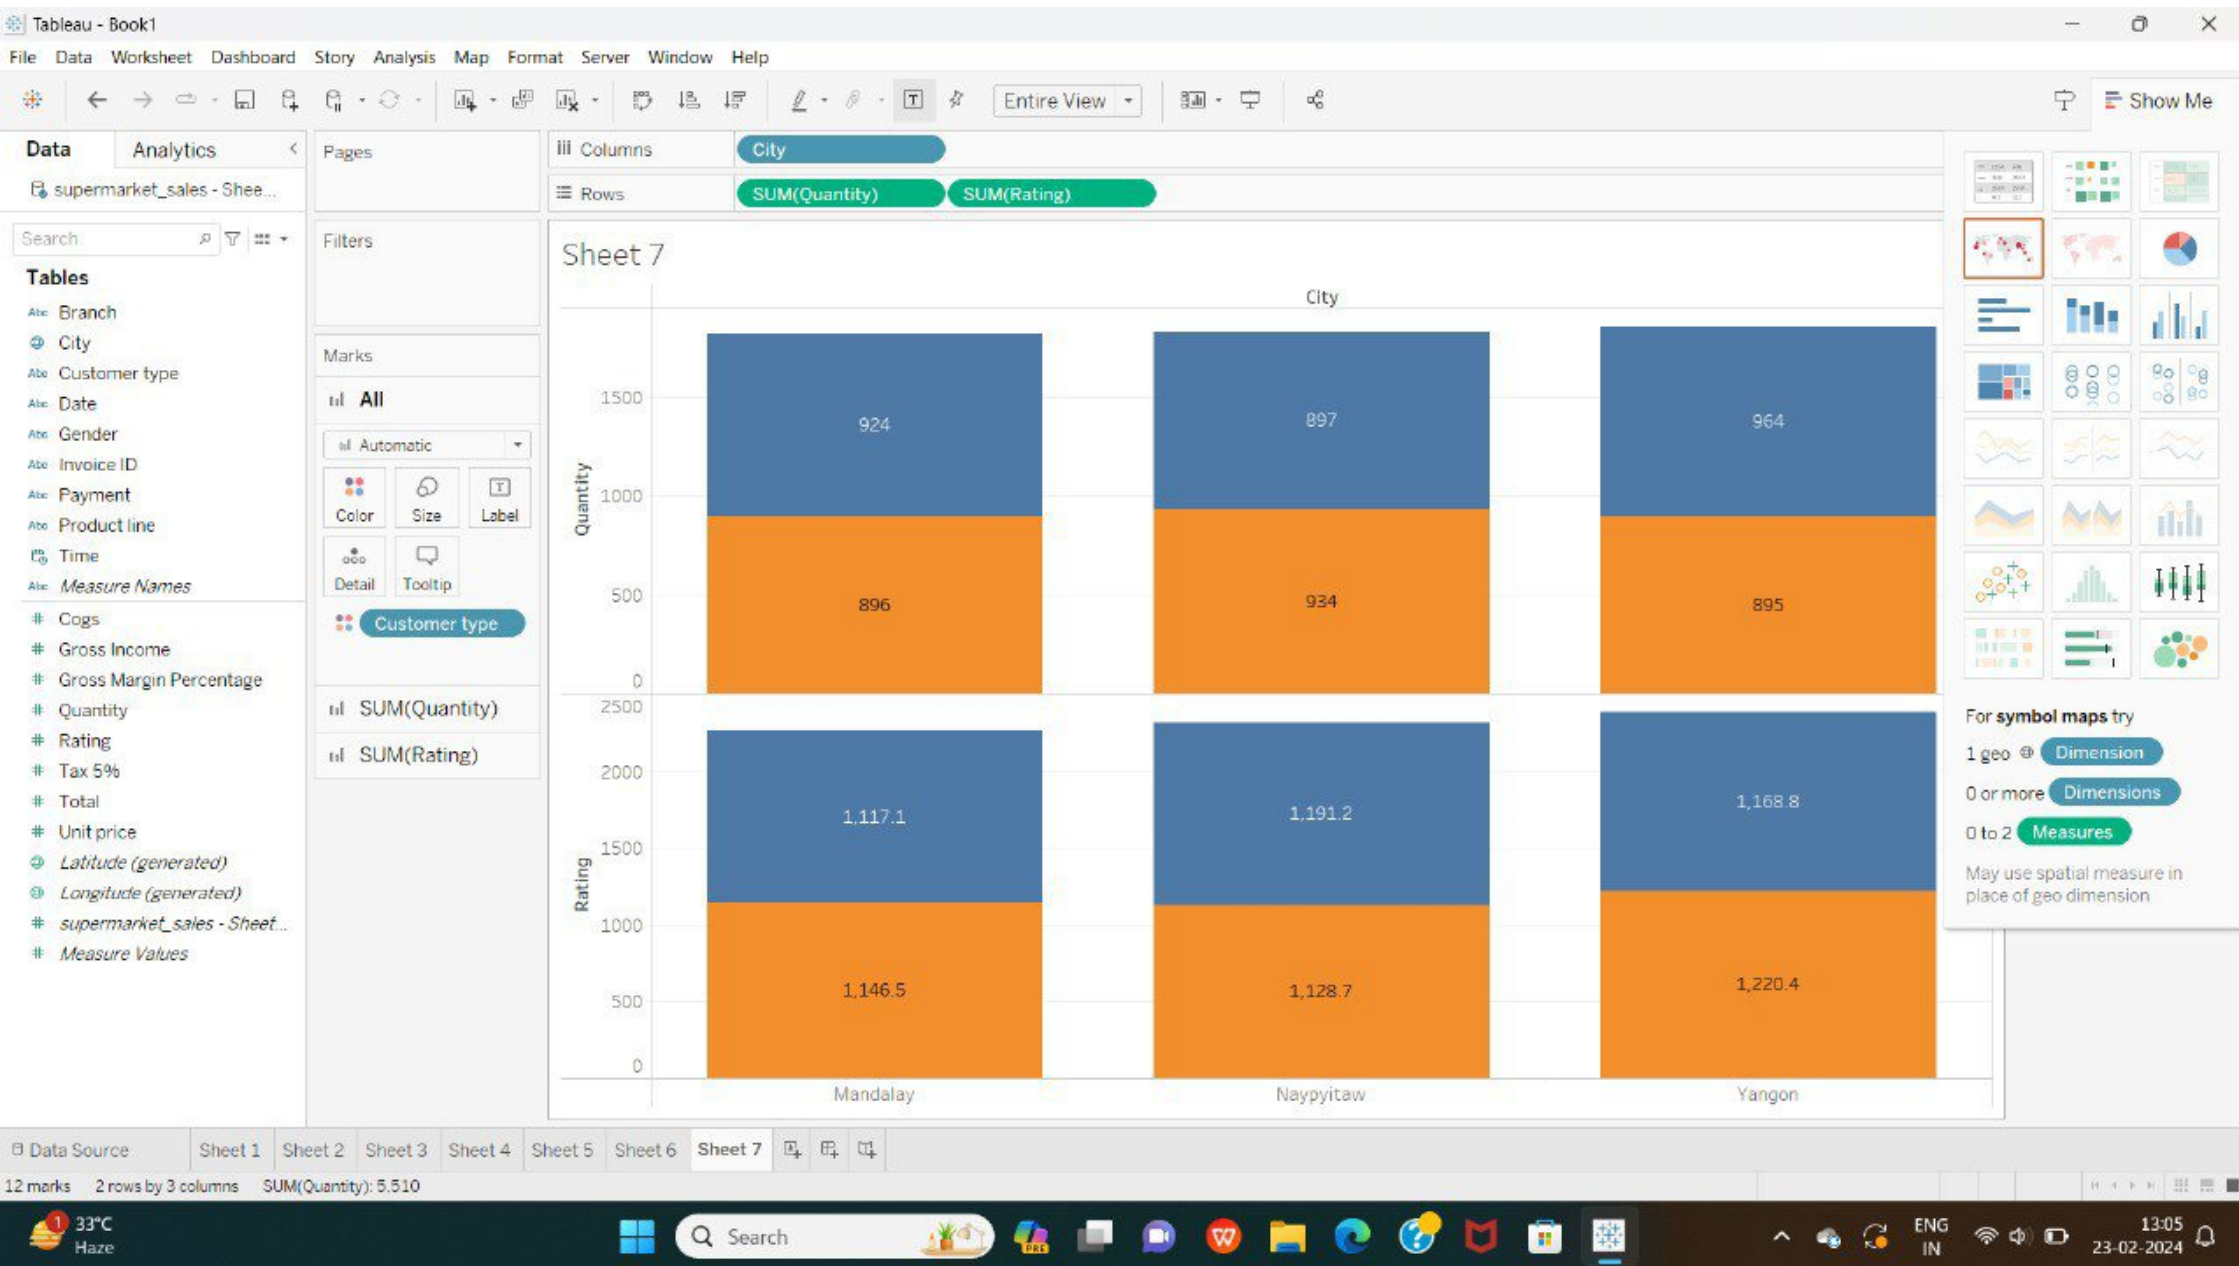 Tableau - Book1
File Data Worksheet Dashboard Story Analysis Map Format Server Window Help
Entire View
Show Me
Data Analytics
supermarket_sales - Shee...
Search
Tables
Branch
City
Customer type
Date
Gender
Invoice ID
Payment
Product line
Time
Measure Names
Cogs
Gross Income
Gross Margin Percentage
Quantity
Rating
Tax 5%
Total
Unit price
Latitude (generated)
Longitude (generated)
supermarket_sales - Sheet...
Measure Values
Pages
Filters
Marks
All
Automatic
Color Size Label
Detail Tooltip
Customer type
SUM(Quantity)
SUM(Rating)
Columns City
Rows SUM(Quantity) SUM(Rating)
Sheet 7
City
Quantity
1500
1000
500
0
924 897 964
896 934 895
Rating
2500
2000
1500
1000
500
0
1,117.1 1,191.2 1,168.8
1,146.5 1,128.7 1,220.4
Mandalay Naypyitaw Yangon
For symbol maps try
1 geo Dimension
0 or more Dimensions
0 to 2 Measures
May use spatial measure in
place of geo dimension
Data Source Sheet 1 Sheet 2 Sheet 3 Sheet 4 Sheet 5 Sheet 6 Sheet 7
12 marks 2 rows by 3 columns SUM(Quantity): 5,510
1
33°C
Haze
Search
PRE
ENG
IN
13:05
23-02-2024